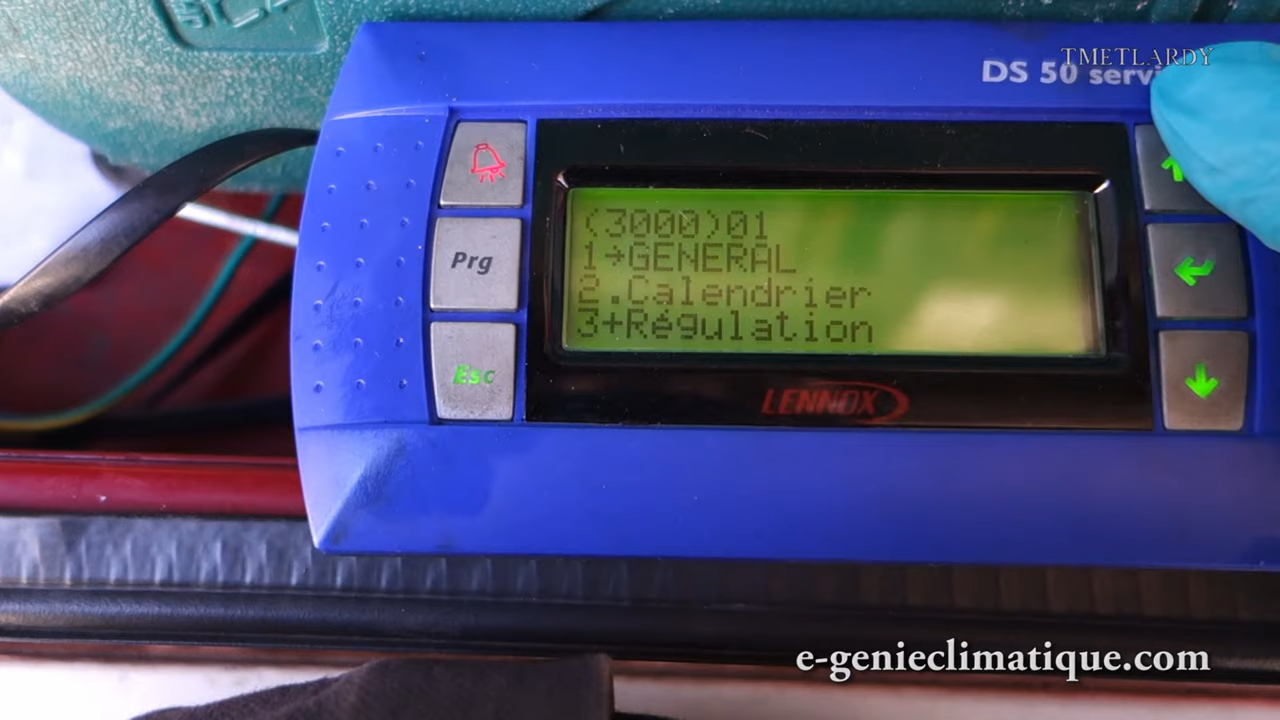 TMETLARDY
DS 50 servi
Prg
Esc
(3000)01
1→GENERAL
2.Calendrier
3+Régulation
LENNOX
e-genieclimatique.com